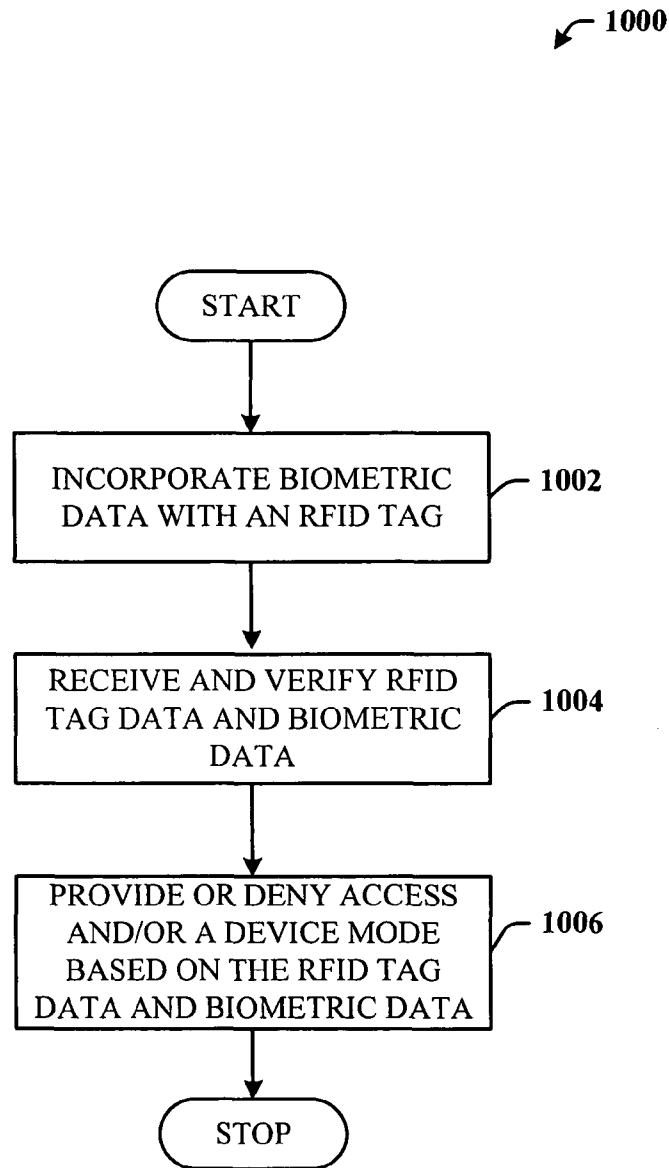 1000
START
INCORPORATE BIOMETRIC
DATA WITH AN RFID TAG
1002
RECEIVE AND VERIFY RFID
TAG DATA AND BIOMETRIC
DATA
1004
PROVIDE OR DENY ACCESS
AND/OR A DEVICE MODE
BASED ON THE RFID TAG
DATA AND BIOMETRIC DATA
1006
STOP